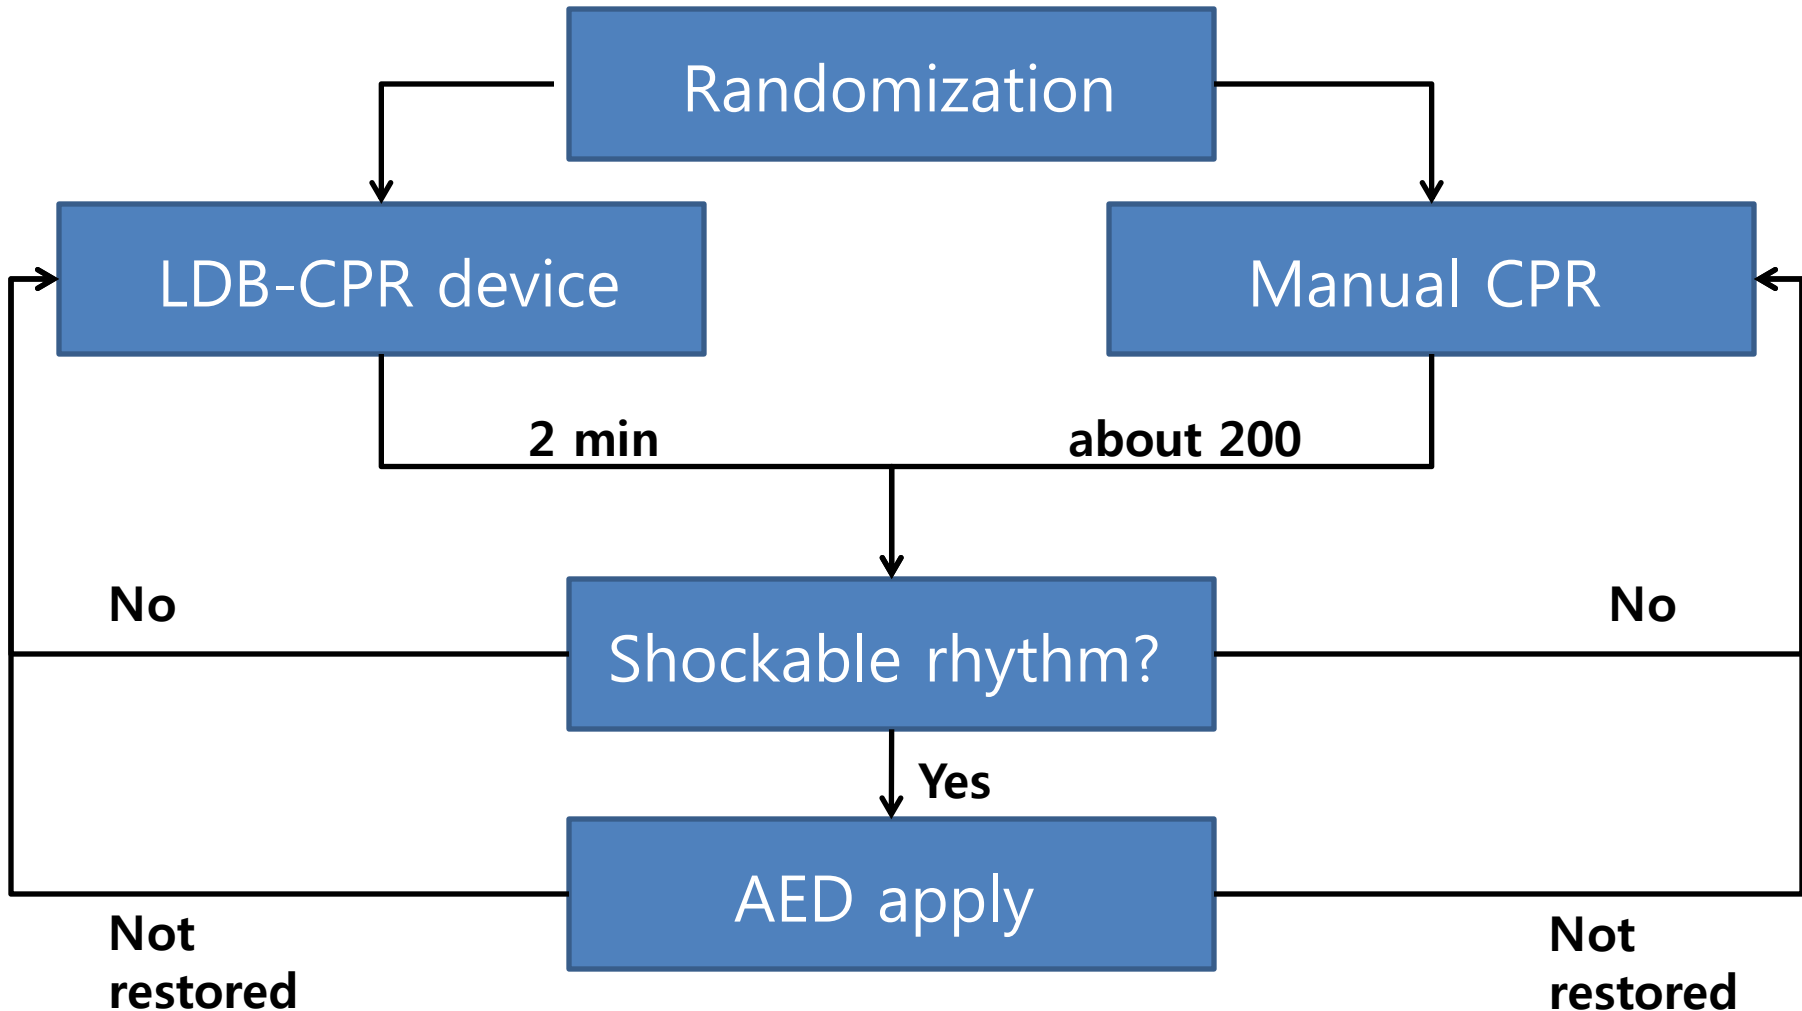 Randomization
LDB-CPR device
Manual CPR
2 min
about 200
No
No
Shockable rhythm?
Yes
AED apply
Not
restored
Not
restored